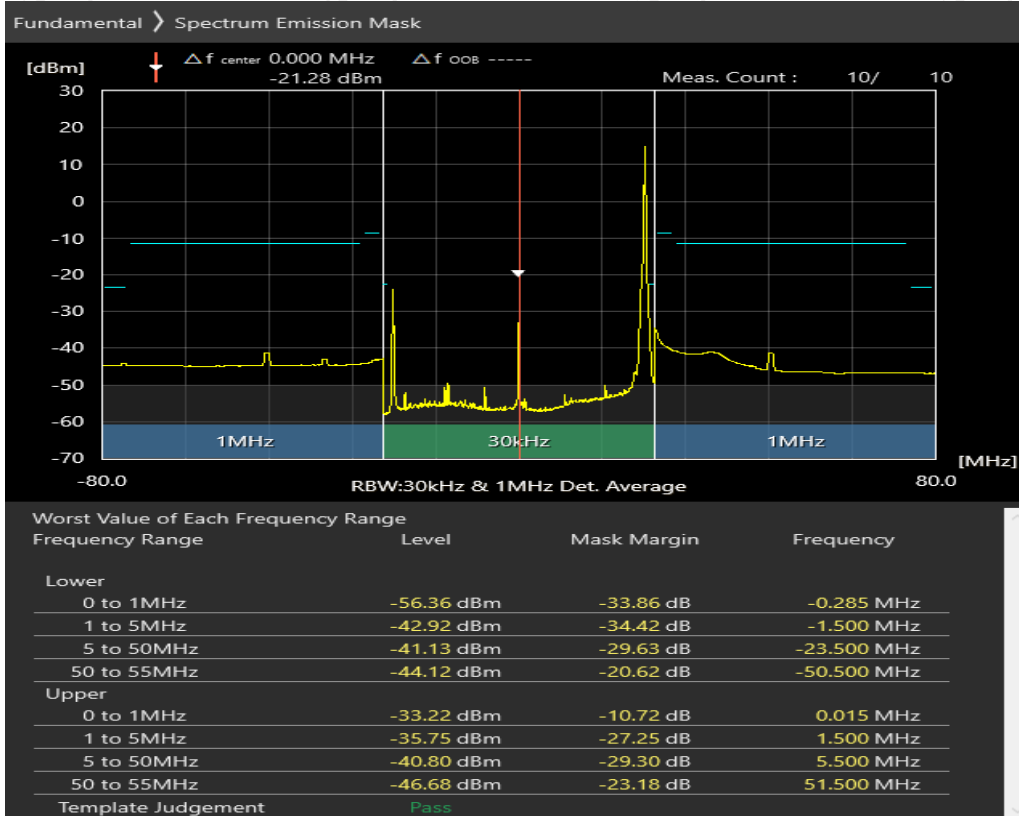 Fundamental ❯ Spectrum Emission Mask
[dBm] △f center 0.000 MHz △f OOB -----
-21.28 dBm Meas. Count : 10/ 10
30
20
10
0
-10
-20
-30
-40
-50
-60
-70
1MHz 30kHz 1MHz
[MHz]
-80.0 RBW:30kHz & 1MHz Det. Average 80.0
Worst Value of Each Frequency Range
Frequency Range Level Mask Margin Frequency
Lower
0 to 1MHz -56.36 dBm -33.86 dB -0.285 MHz
1 to 5MHz -42.92 dBm -34.42 dB -1.500 MHz
5 to 50MHz -41.13 dBm -29.63 dB -23.500 MHz
50 to 55MHz -44.12 dBm -20.62 dB -50.500 MHz
Upper
0 to 1MHz -33.22 dBm -10.72 dB 0.015 MHz
1 to 5MHz -35.75 dBm -27.25 dB 1.500 MHz
5 to 50MHz -40.80 dBm -29.30 dB 5.500 MHz
50 to 55MHz -46.68 dBm -23.18 dB 51.500 MHz
Template Judgement Pass